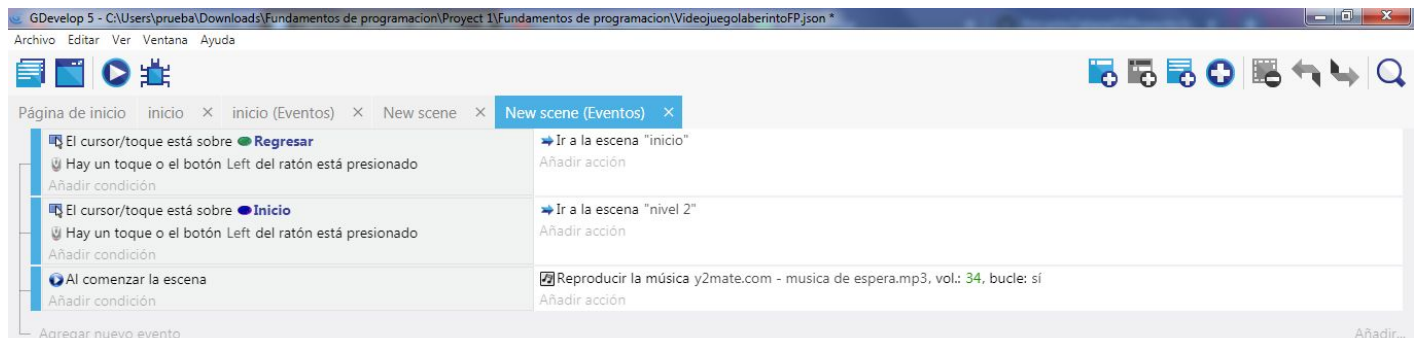 GDevelop 5 - C:\Users\prueba\Downloads\Fundamentos de programacion\Proyect 1\Fundamentos de programacion\VideojuegolaberintoFP.json *
Archivo Editar Ver Ventana Ayuda
Página de inicio inicio × inicio (Eventos) × New scene × New scene (Eventos) ×
El cursor/toque está sobre Regresar
Ir a la escena "inicio"
Hay un toque o el botón Left del ratón está presionado
Añadir acción
Añadir condición
El cursor/toque está sobre Inicio
Ir a la escena "nivel 2"
Hay un toque o el botón Left del ratón está presionado
Añadir acción
Añadir condición
Al comenzar la escena
Reproducir la música y2mate.com - musica de espera.mp3, vol.: 34, bucle: sí
Añadir condición
Añadir acción
Agregar nuevo evento
Añadir...